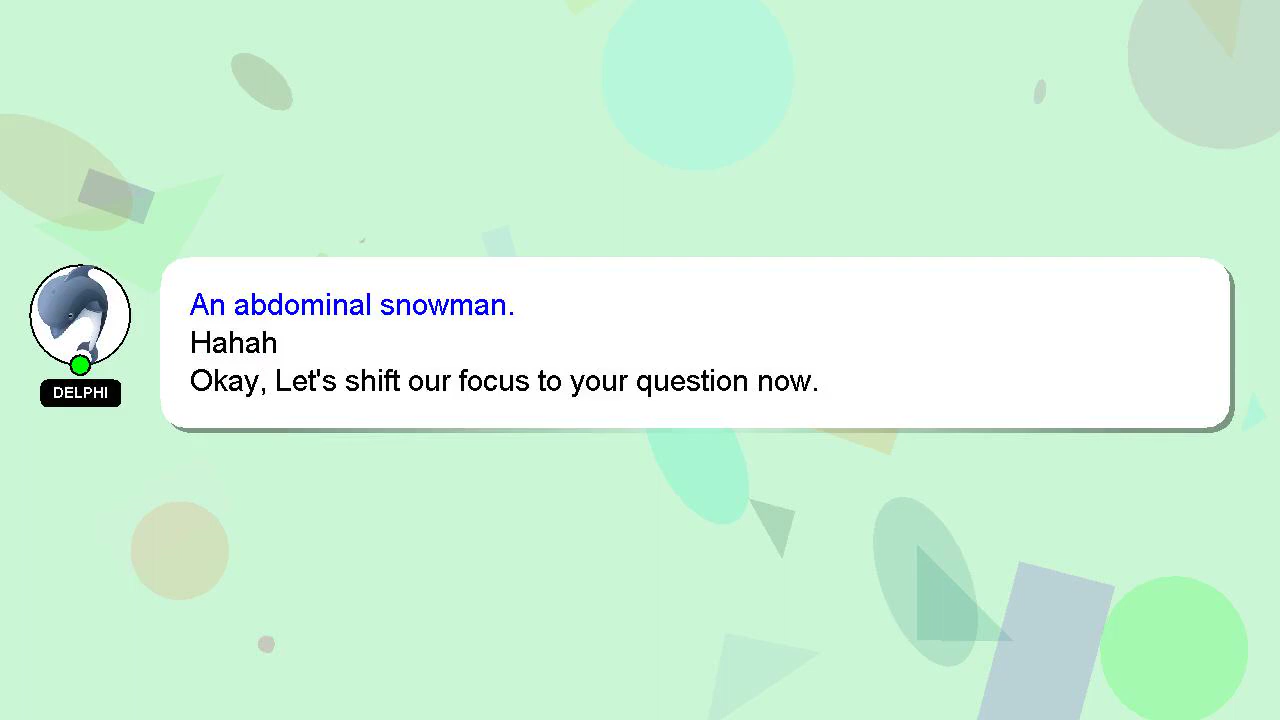 An abdominal snowman.
Hahah
Okay, Let's shift our focus to your question now.
DELPHI